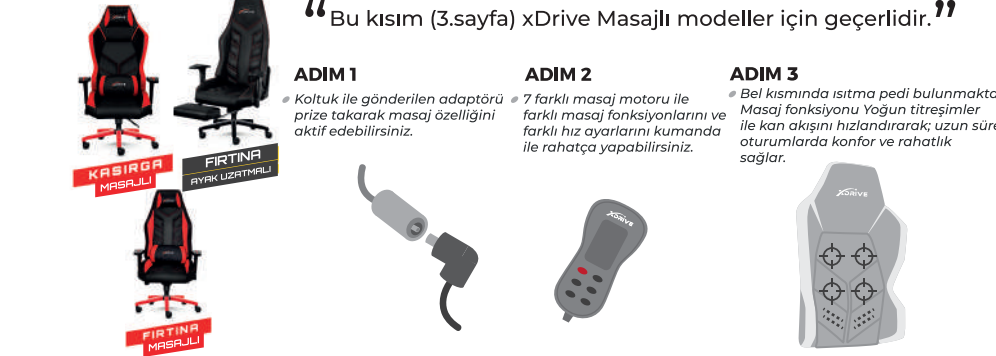 “Bu kısım (3.sayfa) xDrive Masajlı modeller için geçerlidir.”
KASIRGA
MASAJLI
FIRTINA
AYAK UZATMALI
FIRTINA
MASAJLI
ADIM 1
Koltuk ile gönderilen adaptörü
prize takarak masaj özelliğini
aktif edebilirsiniz.
ADIM 2
7 farklı masaj motoru ile
farklı masaj fonksiyonlarını ve
farklı hız ayarlarını kumanda
ile rahatça yapabilirsiniz.
XDRIVE
ADIM 3
Bel kısmında ısıtma pedi bulunmakta
Masaj fonksiyonu Yoğun titreşimler
ile kan akışını hızlandırarak; uzun süre
oturumlarda konfor ve rahatlık
sağlar.
XDRIVE